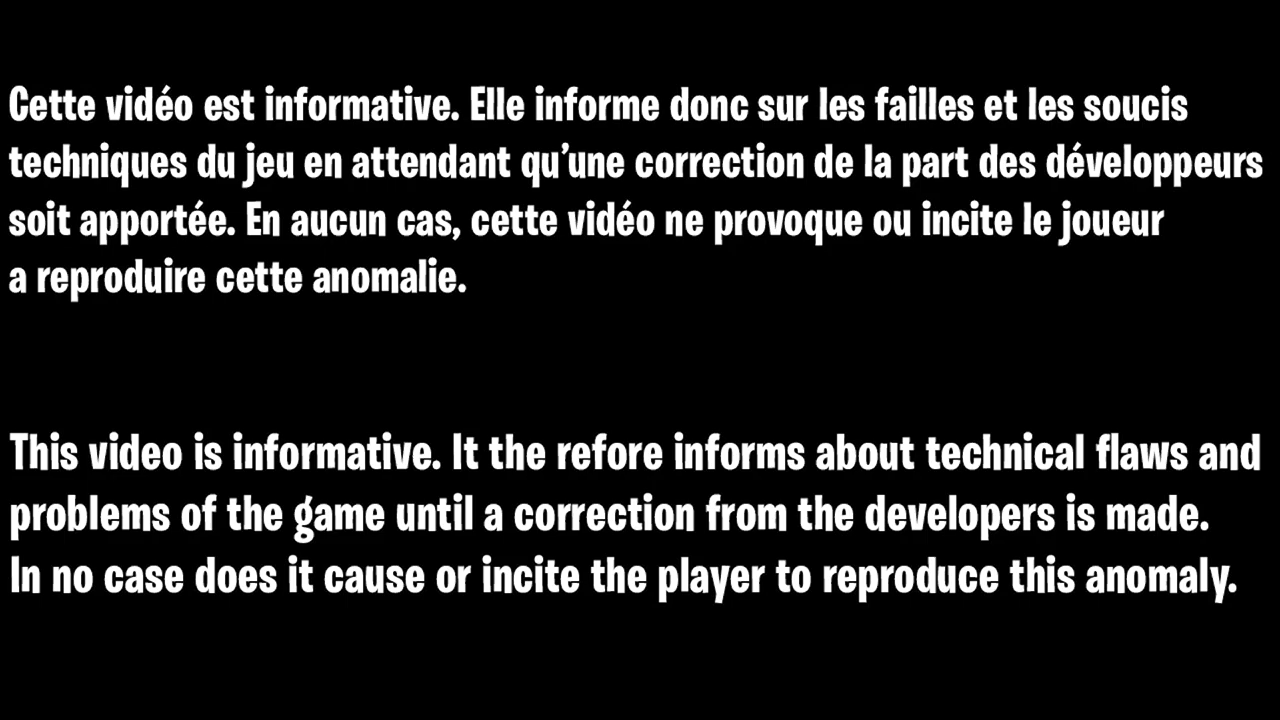 Cette vidéo est informative. Elle informe donc sur les failles et les soucis
techniques du jeu en attendant qu’une correction de la part des développeurs
soit apportée. En aucun cas, cette vidéo ne provoque ou incite le joueur
a reproduire cette anomalie.
This video is informative. It the refore informs about technical flaws and
problems of the game until a correction from the developers is made.
In no case does it cause or incite the player to reproduce this anomaly.